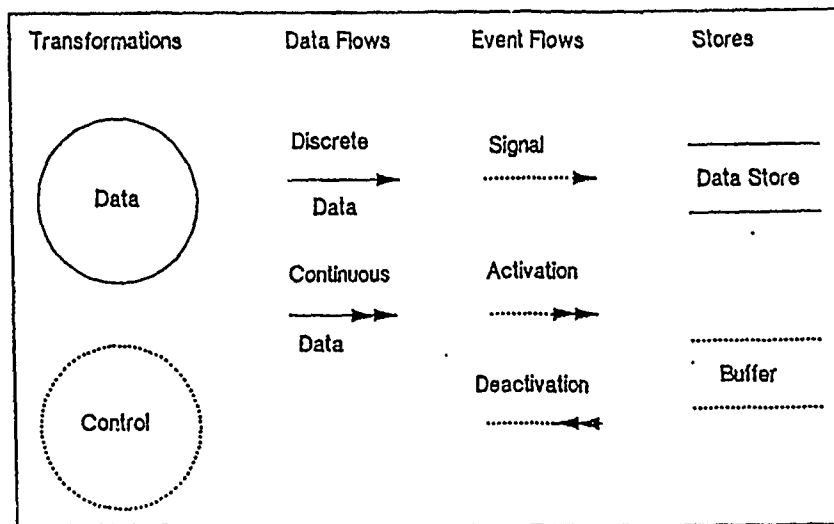 Transformations Data Flows Event Flows Stores
Discrete Signal
Data Data Data Store
Continuous Activation
Data
Deactivation Buffer
Control